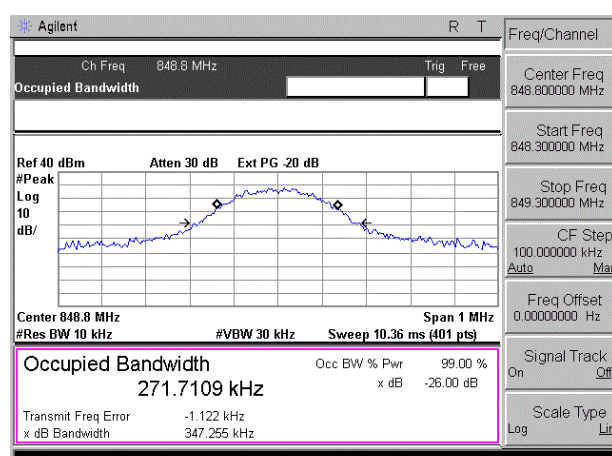 Agilent R T
Ch Freq 848.8 MHz Trig Free
Occupied Bandwidth
Ref 40 dBm Atten 30 dB Ext PG -20 dB
#Peak
Log
10
dB/
Center 848.8 MHz Span 1 MHz
#Res BW 10 kHz #VBW 30 kHz Sweep 10.36 ms (401 pts)
Occupied Bandwidth Occ BW % Pwr 99.00 %
271.7109 kHz x dB -26.00 dB
Transmit Freq Error -1.122 kHz
x dB Bandwidth 347.255 kHz
Freq/Channel
Center Freq
848.800000 MHz
Start Freq
848.300000 MHz
Stop Freq
849.300000 MHz
CF Step
100.000000 kHz
Auto Mar
Freq Offset
0.00000000 Hz
Signal Track
On Off
Scale Type
Log Lin